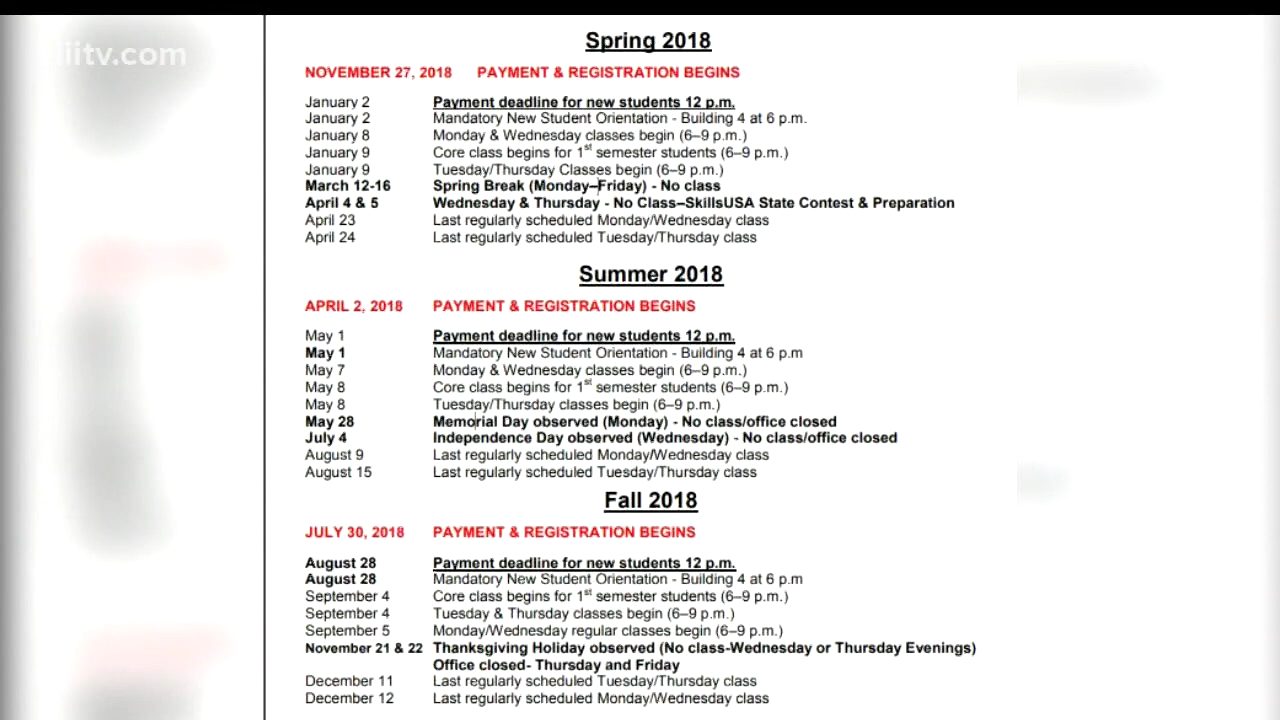 iiitv.com
Spring 2018
NOVEMBER 27, 2018 PAYMENT & REGISTRATION BEGINS
January 2 Payment deadline for new students 12 p.m.
January 2 Mandatory New Student Orientation - Building 4 at 6 p.m.
January 8 Monday & Wednesday classes begin (6–9 p.m.)
January 9 Core class begins for 1st semester students (6–9 p.m.)
January 9 Tuesday/Thursday Classes begin (6–9 p.m.)
March 12-16 Spring Break (Monday–Friday) - No class
April 4 & 5 Wednesday & Thursday - No Class–SkillsUSA State Contest & Preparation
April 23 Last regularly scheduled Monday/Wednesday class
April 24 Last regularly scheduled Tuesday/Thursday class
Summer 2018
APRIL 2, 2018 PAYMENT & REGISTRATION BEGINS
May 1 Payment deadline for new students 12 p.m.
May 1 Mandatory New Student Orientation - Building 4 at 6 p.m
May 7 Monday & Wednesday classes begin (6–9 p.m.)
May 8 Core class begins for 1st semester students (6–9 p.m.)
May 8 Tuesday/Thursday classes begin (6–9 p.m.)
May 28 Memorial Day observed (Monday) - No class/office closed
July 4 Independence Day observed (Wednesday) - No class/office closed
August 9 Last regularly scheduled Monday/Wednesday class
August 15 Last regularly scheduled Tuesday/Thursday class
Fall 2018
JULY 30, 2018 PAYMENT & REGISTRATION BEGINS
August 28 Payment deadline for new students 12 p.m.
August 28 Mandatory New Student Orientation - Building 4 at 6 p.m
September 4 Core class begins for 1st semester students (6–9 p.m.)
September 4 Tuesday & Thursday classes begin (6–9 p.m.)
September 5 Monday/Wednesday regular classes begin (6–9 p.m.)
November 21 & 22 Thanksgiving Holiday observed (No class-Wednesday or Thursday Evenings)
Office closed- Thursday and Friday
December 11 Last regularly scheduled Tuesday/Thursday class
December 12 Last regularly scheduled Monday/Wednesday class